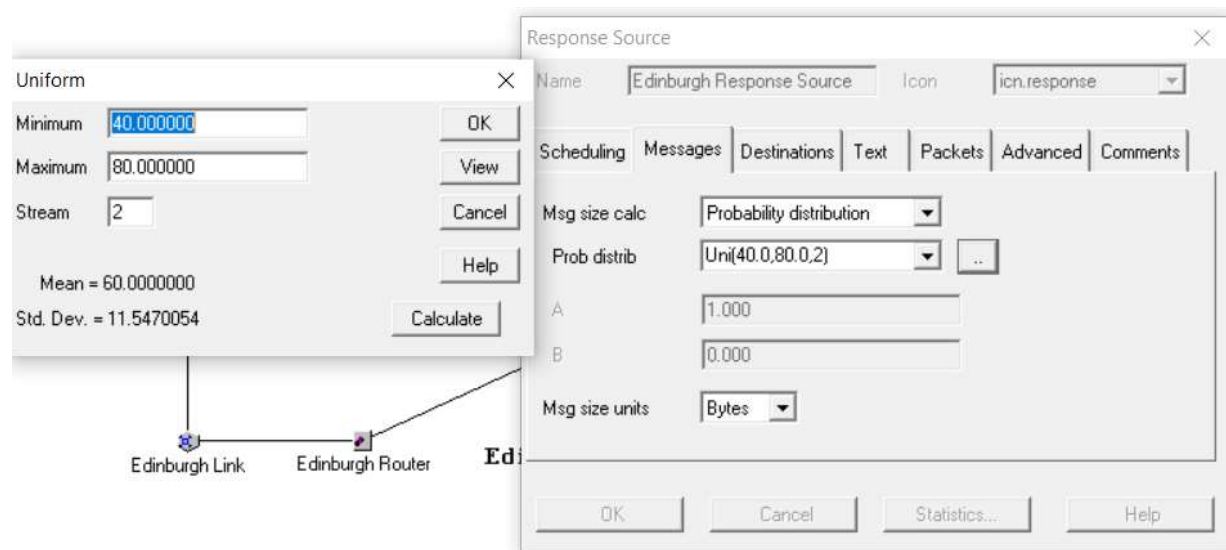 Uniform
Minimum 40.000000 OK
Maximum 80.000000 View
Stream 2 Cancel
Help
Mean = 60.0000000
Std. Dev. = 11.5470054 Calculate
Edinburgh Link Edinburgh Router Edi
Response Source
Name Edinburgh Response Source Icon icn.response
Scheduling Messages Destinations Text Packets Advanced Comments
Msg size calc Probability distribution
Prob distrib Uni(40.0,80.0,2) ..
A 1.000
B 0.000
Msg size units Bytes
OK Cancel Statistics... Help